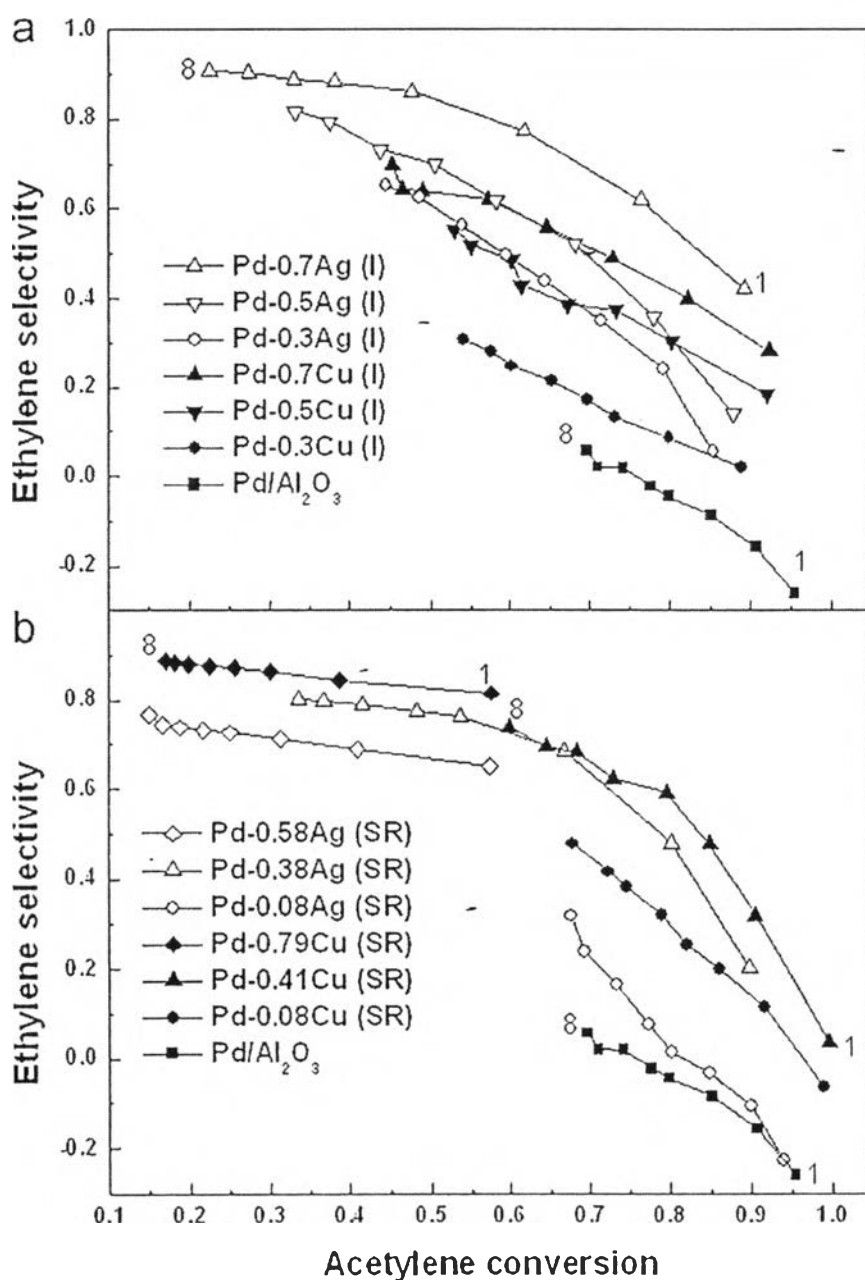 a
1.0
0.8
0.6
0.4
0.2
0.0
-0.2
Ethylene selectivity
8
Pd-0.7Ag (I)
Pd-0.5Ag (I)
Pd-0.3Ag (I)
Pd-0.7Cu (I)
Pd-0.5Cu (I)
Pd-0.3Cu (I)
Pd/Al₂O₃
1
8
1
b
0.8
0.6
0.4
0.2
0.0
-0.2
Ethylene selectivity
8
1
8
Pd-0.58Ag (SR)
Pd-0.38Ag (SR)
Pd-0.08Ag (SR)
Pd-0.79Cu (SR)
Pd-0.41Cu (SR)
Pd-0.08Cu (SR)
Pd/Al₂O₃
8
1
1
0.1 0.2 0.3 0.4 0.5 0.6 0.7 0.8 0.9 1.0
Acetylene conversion